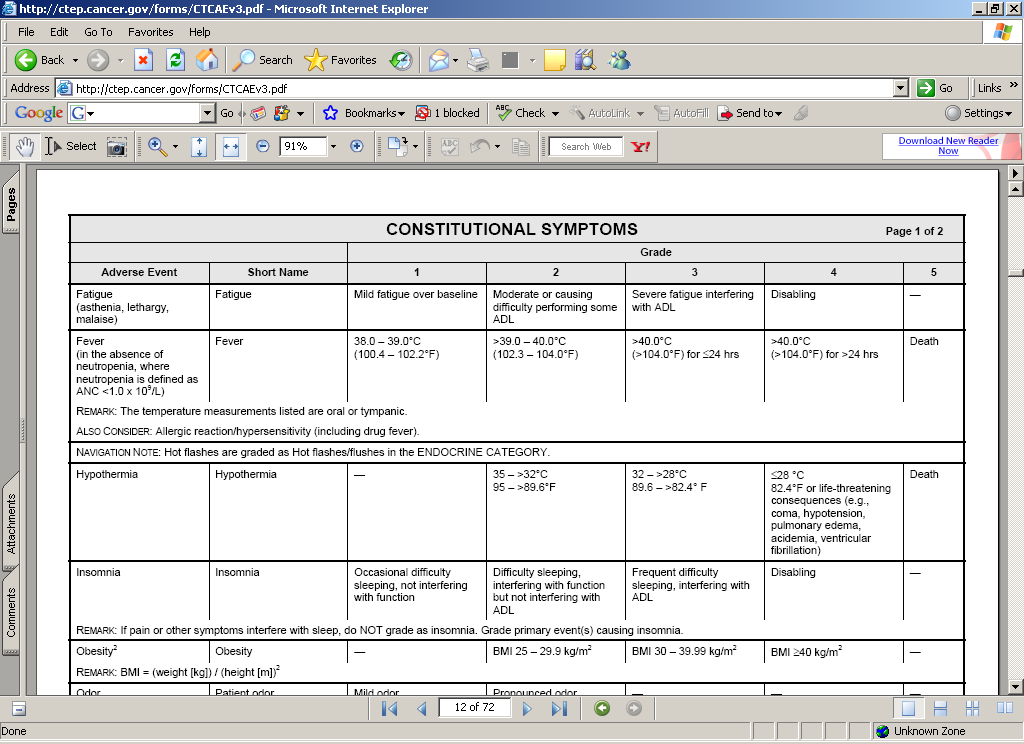 http://ctep.cancer.gov/forms/CTCAEv3.pdf - Microsoft Internet Explorer
File Edit Go To Favorites Help
Back Search Favorites
Address http://ctep.cancer.gov/forms/CTCAEv3.pdf Go Links »
Google G Go Bookmarks 1 blocked ABC Check AutoLink AutoFill Send to Settings
Select 91% ABC Search Web Y! Download New Reader
Now
Pages
Attachments
Comments
CONSTITUTIONAL SYMPTOMS Page 1 of 2
Grade
Adverse Event Short Name 1 2 3 4 5
Fatigue Fatigue Mild fatigue over baseline Moderate or causing Severe fatigue interfering Disabling —
(asthenia, lethargy, difficulty performing some with ADL
malaise) ADL
Fever Fever 38.0 – 39.0°C >39.0 – 40.0°C >40.0°C >40.0°C Death
(in the absence of (100.4 – 102.2°F) (102.3 – 104.0°F) (>104.0°F) for ≤24 hrs (>104.0°F) for >24 hrs
neutropenia, where
neutropenia is defined as
ANC <1.0 x 10⁹/L)
REMARK: The temperature measurements listed are oral or tympanic.
ALSO CONSIDER: Allergic reaction/hypersensitivity (including drug fever).
NAVIGATION NOTE: Hot flashes are graded as Hot flashes/flushes in the ENDOCRINE CATEGORY.
Hypothermia Hypothermia — 35 – >32°C 32 – >28°C ≤28 °C Death
95 – >89.6°F 89.6 – >82.4° F 82.4°F or life-threatening
consequences (e.g.,
coma, hypotension,
pulmonary edema,
acidemia, ventricular
fibrillation)
Insomnia Insomnia Occasional difficulty Difficulty sleeping, Frequent difficulty Disabling —
sleeping, not interfering interfering with function sleeping, interfering with
with function but not interfering with ADL
ADL
REMARK: If pain or other symptoms interfere with sleep, do NOT grade as insomnia. Grade primary event(s) causing insomnia.
Obesity² Obesity — BMI 25 – 29.9 kg/m² BMI 30 – 39.99 kg/m² BMI ≥40 kg/m² —
REMARK: BMI = (weight [kg]) / (height [m])²
Odor Patient odor Mild odor Pronounced odor — — —
12 of 72
Done Unknown Zone